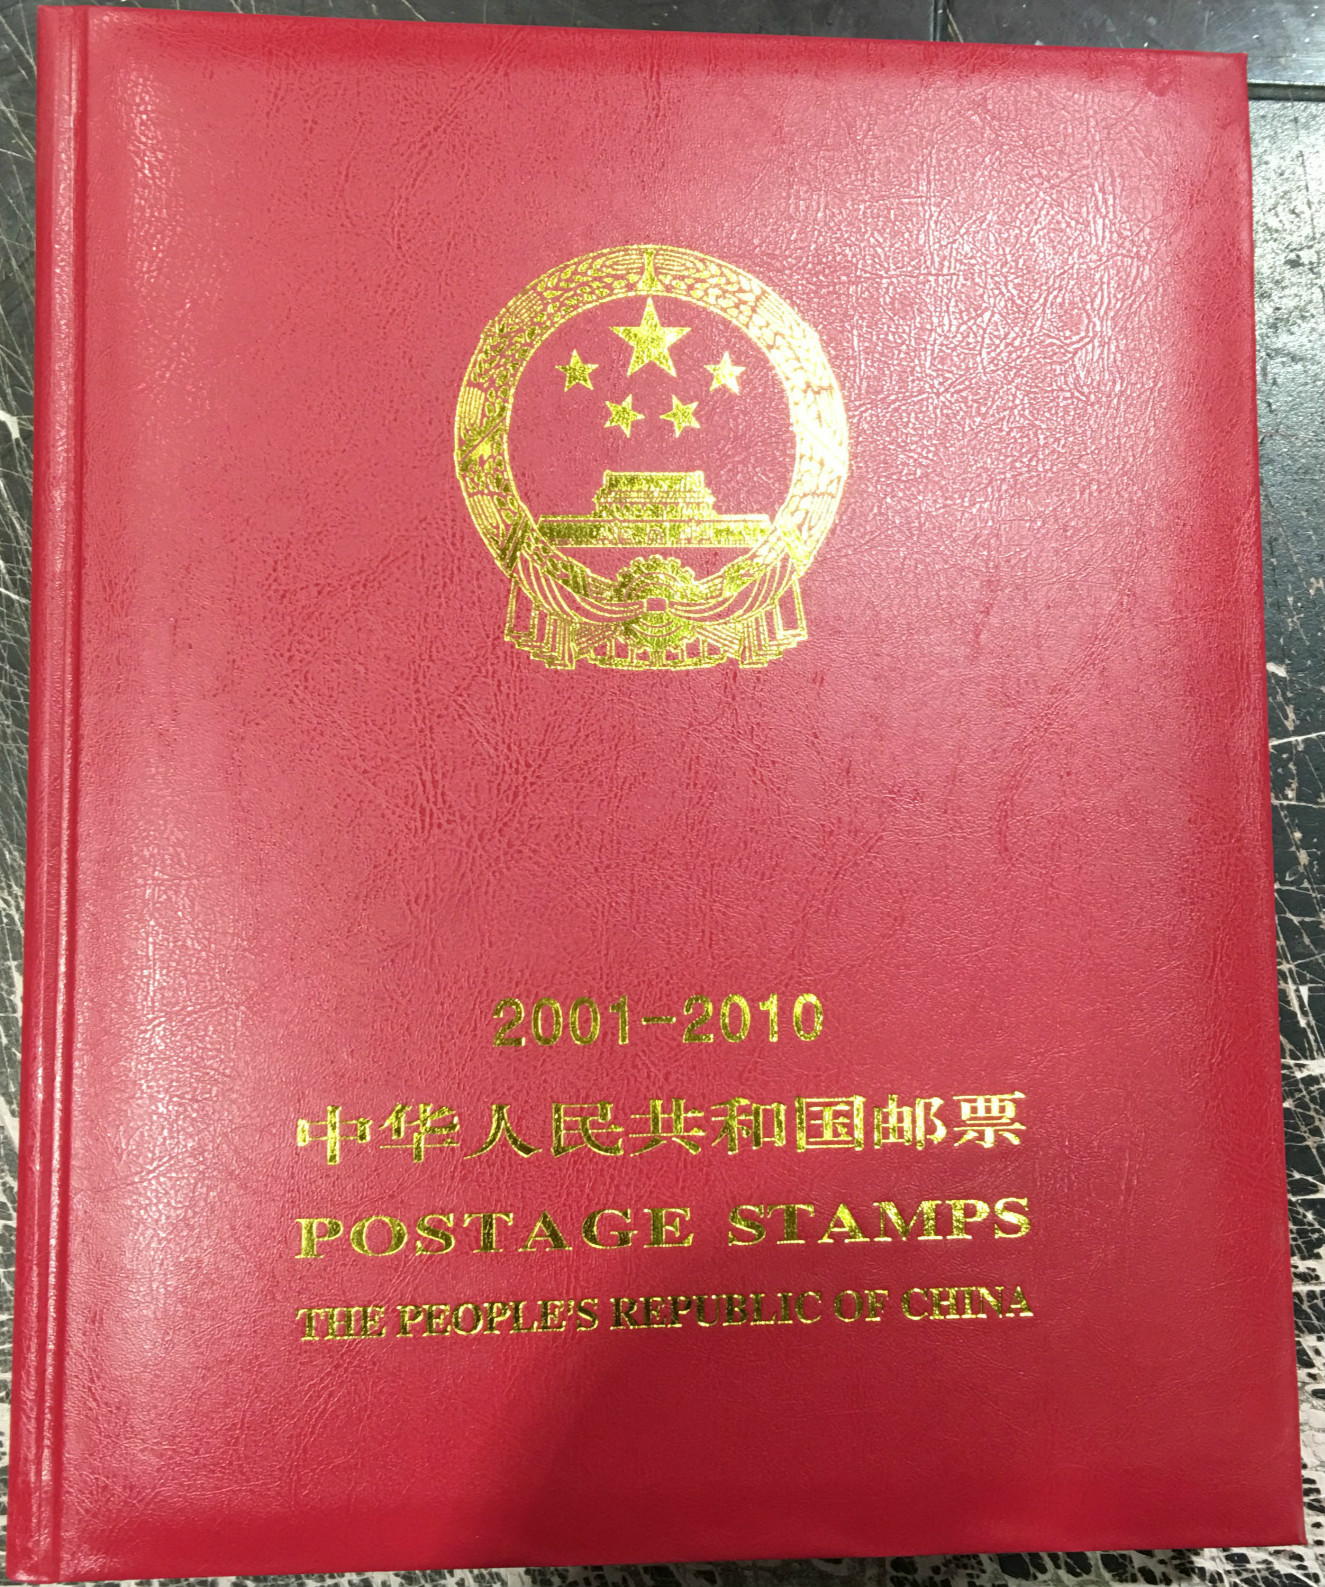 2001-2010
中华人民共和国邮票
POSTAGE STAMPS
THE PEOPLE'S REPUBLIC OF CHINA